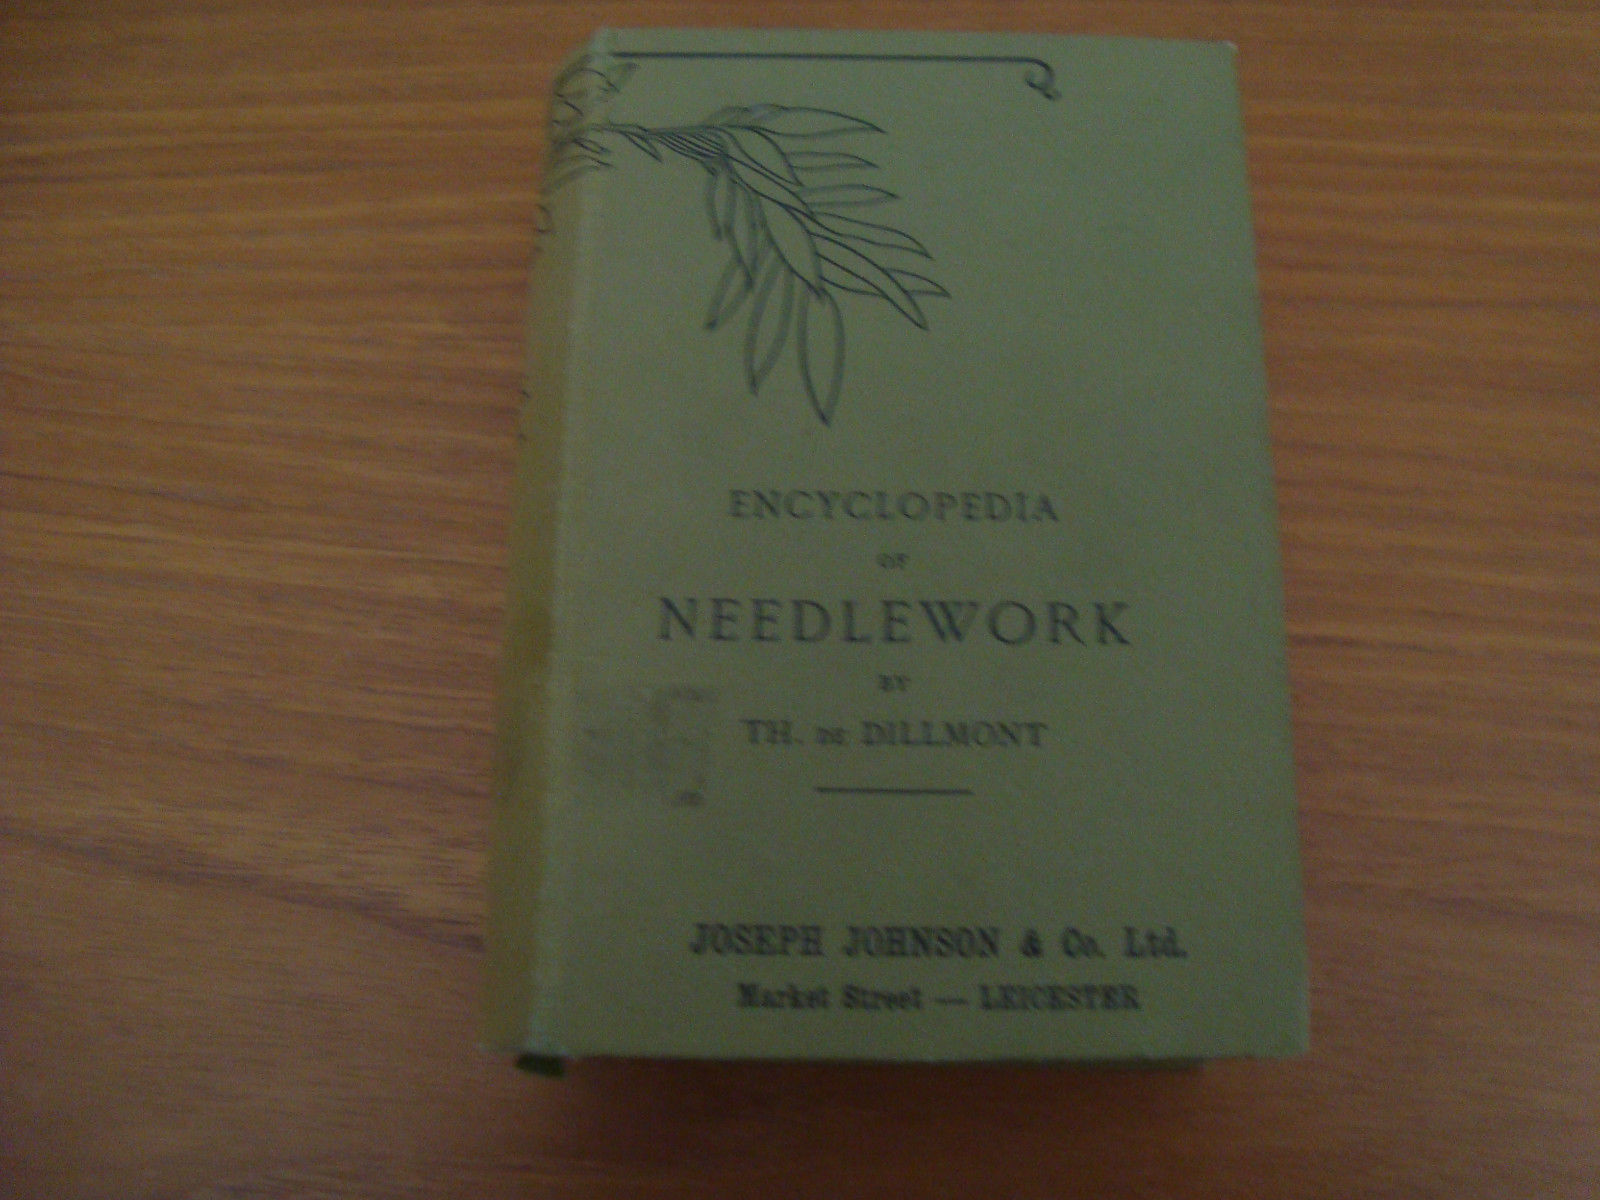 ENCYCLOPEDIA
OF
NEEDLEWORK
BY
TH. DE DILLMONT
JOSEPH JOHNSON & Co. Ltd.
Market Street — LEICESTER